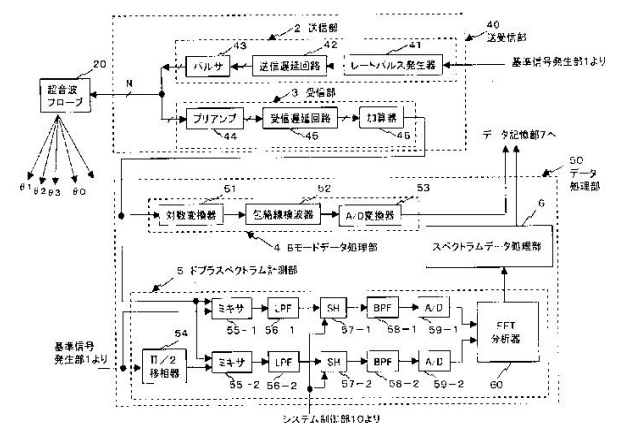 2 送信部
40
送受信部
43
42
41
パルサ
送信遅延回路
レートパルス発生器
基準信号発生部1より
20
超音波
プローブ
N
3 受信部
プリアンプ
受信遅延回路
加算器
44
45
46
データ記憶部7へ
θ1
θ2
θ3
θ0
50
データ
処理部
51
52
53
対数変換器
包絡線検波器
A/D変換器
4 Bモードデータ処理部
6
スペクトラムデータ処理部
5 ドプラスペクトラム計測部
ミキサ
LPF
SH
BPF
A/D
55-1
56-1
57-1
58-1
59-1
基準信号
発生部1より
54
Π/2
移相器
ミキサ
LPF
SH
BPF
A/D
55-2
56-2
57-2
58-2
59-2
FFT
分析器
60
システム制御部10より